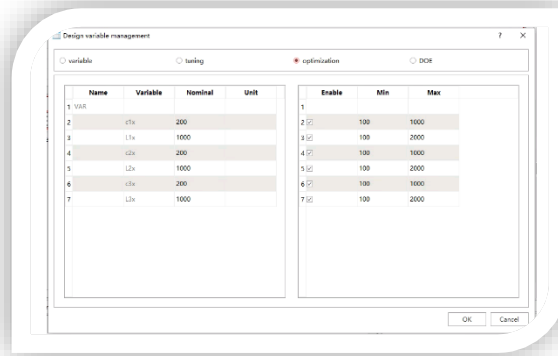 Design variable management ? ×
variable tuning optimization DOE
Name Variable Nominal Unit Enable Min Max
1 VAR 1
2 c1x 200 2 100 1000
3 L1x 1000 3 100 2000
4 c2x 200 4 100 1000
5 L2x 1000 5 100 2000
6 c3x 200 6 100 1000
7 L3x 1000 7 100 2000
OK Cancel